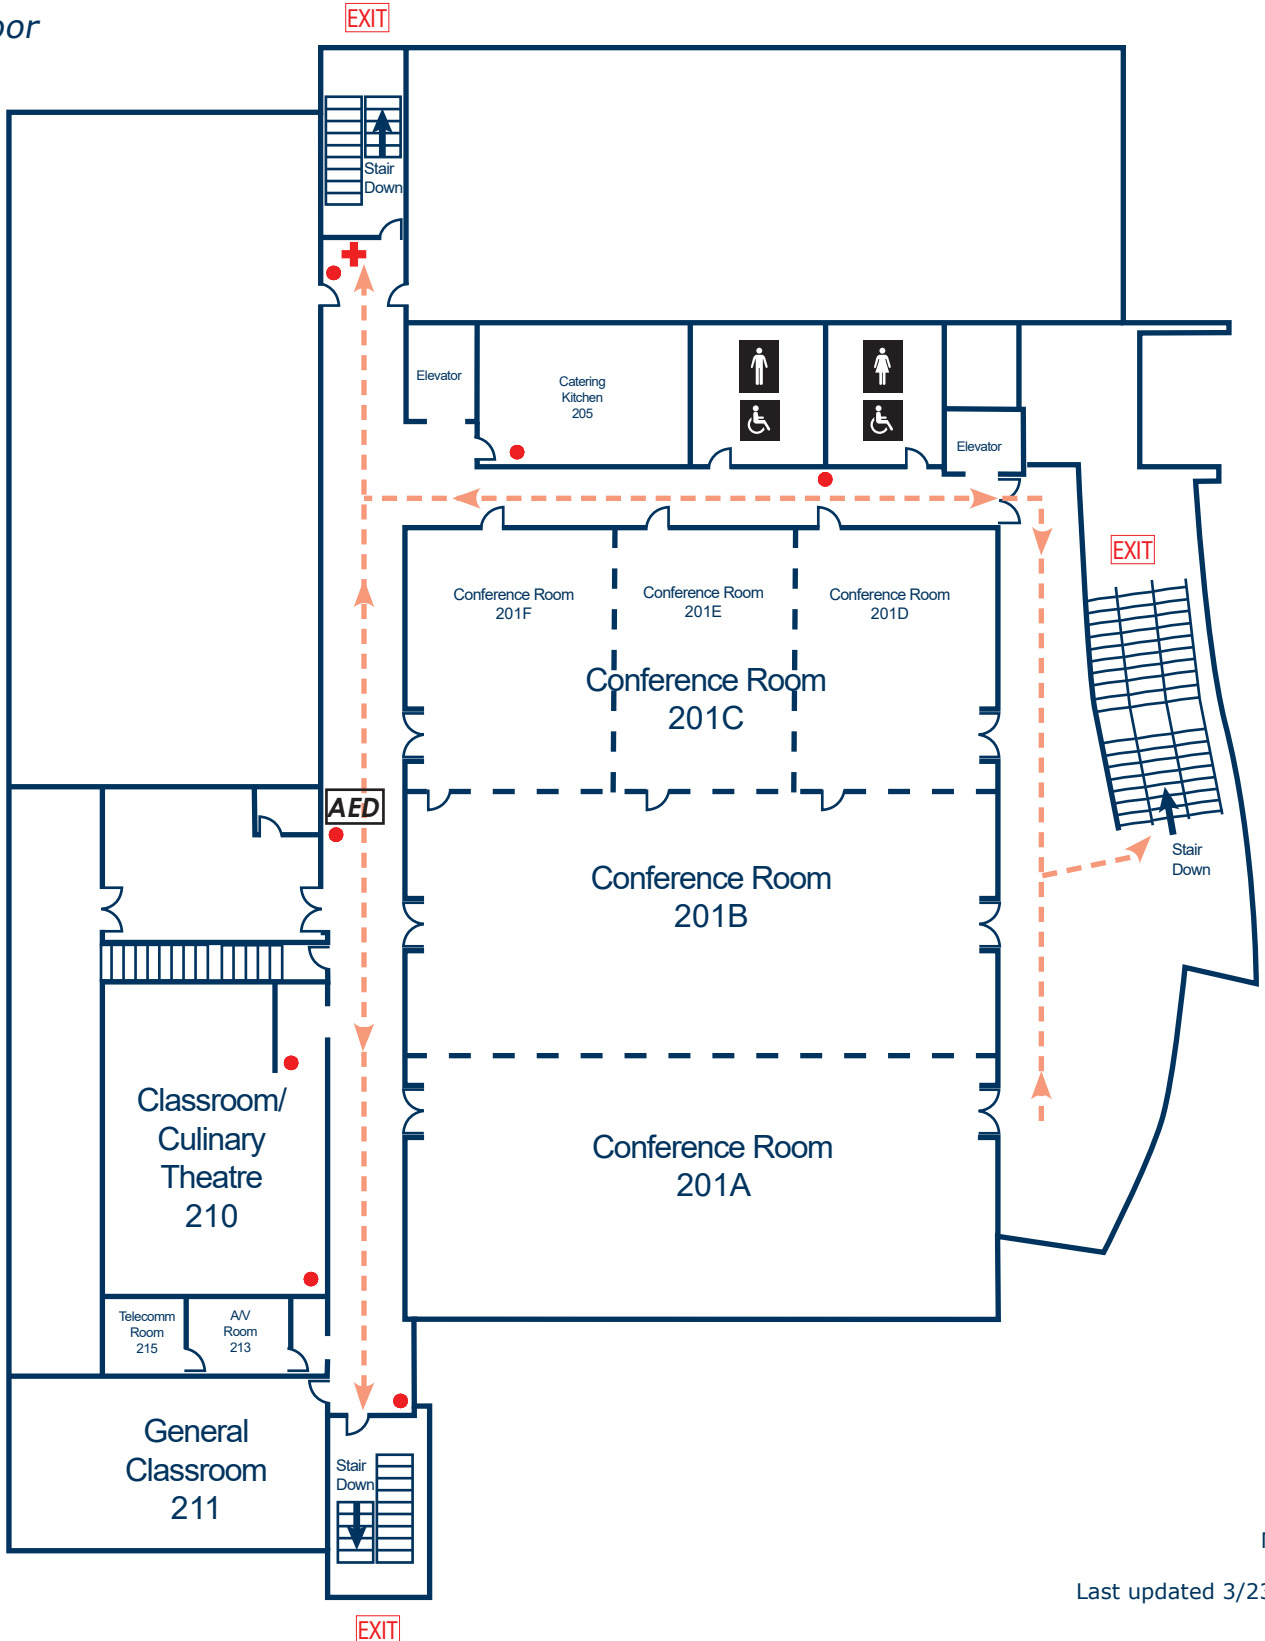 EXIT
Stair
Down
Elevator
Catering
Kitchen
205
Elevator
EXIT
Conference Room
201F
Conference Room
201E
Conference Room
201D
Conference Room
201C
AED
Stair
Down
Conference Room
201B
Classroom/
Culinary
Theatre
210
Conference Room
201A
Telecomm
Room
215
A/V
Room
213
General
Classroom
211
Stair
Down
Last updated 3/23
EXIT